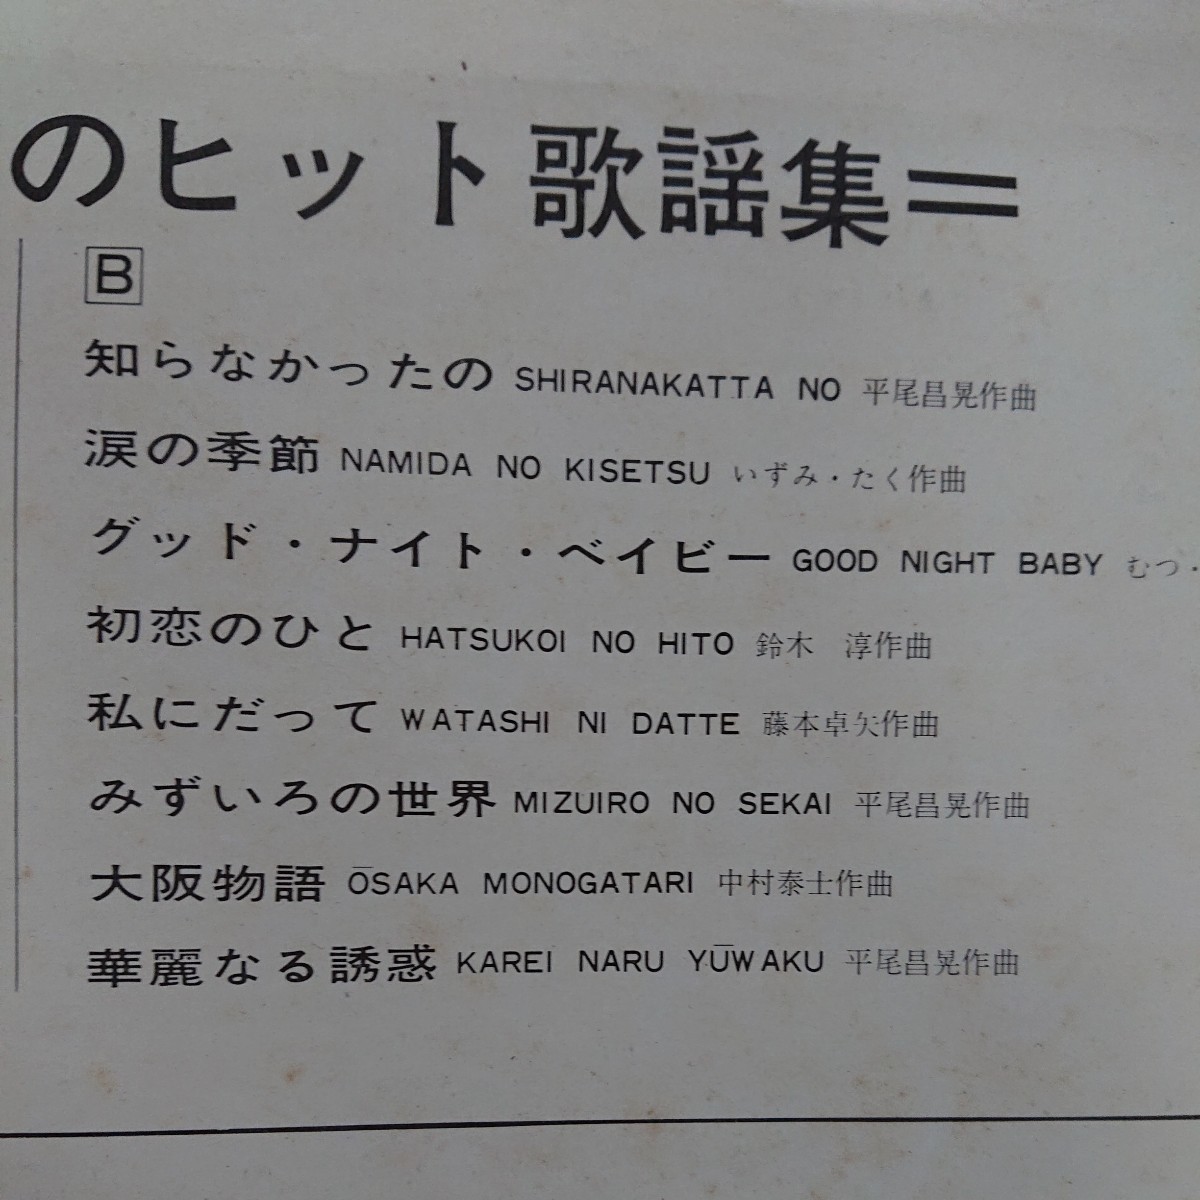 のヒット歌謡集＝
B
知らなかったの SHIRANAKATTA NO 平尾昌晃作曲
涙の季節 NAMIDA NO KISETSU いずみ・たく作曲
グッド・ナイト・ベイビー GOOD NIGHT BABY むつ・
初恋のひと HATSUKOI NO HITO 鈴木　淳作曲
私にだって WATASHI NI DATTE 藤本卓矢作曲
みずいろの世界 MIZUIRO NO SEKAI 平尾昌晃作曲
大阪物語 ŌSAKA MONOGATARI 中村泰士作曲
華麗なる誘惑 KAREI NARU YŪWAKU 平尾昌晃作曲